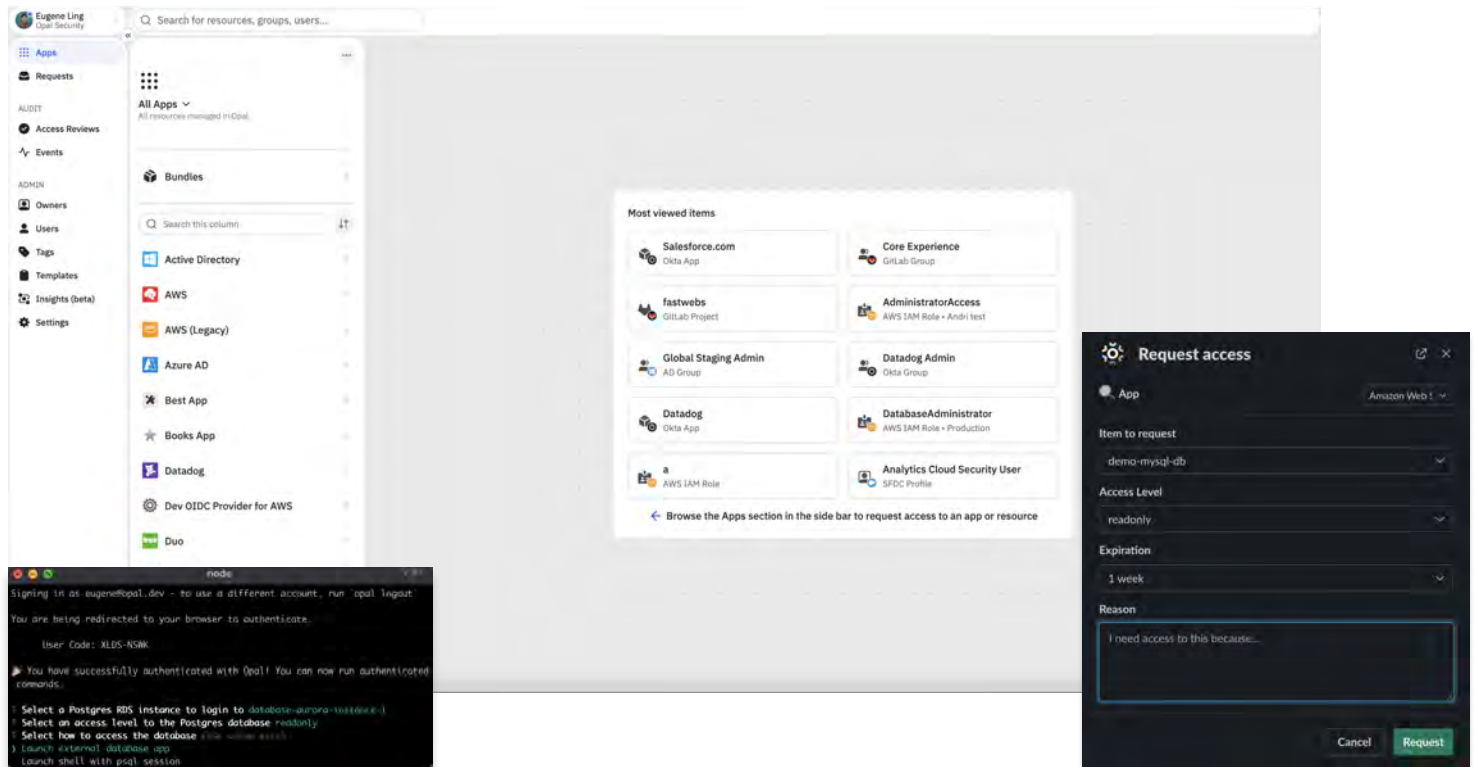 Eugene Ling
Opal Security
Search for resources, groups, users...
Apps
Requests
AUDIT
Access Reviews
Events
ADMIN
Owners
Users
Tags
Templates
Insights (beta)
Settings
All Apps
All resources managed in Opal.
Bundles
Search this column
Active Directory
AWS
AWS (Legacy)
Azure AD
Best App
Books App
Datadog
Dev OIDC Provider for AWS
Duo
Most viewed items
Salesforce.com
Okta App
Core Experience
GitLab Group
fastwebs
GitLab Project
AdministratorAccess
AWS IAM Role • Andri test
Global Staging Admin
AD Group
Datadog Admin
Okta Group
Datadog
Okta App
DatabaseAdministrator
AWS IAM Role • Production
a
AWS IAM Role
Analytics Cloud Security User
SFDC Profile
← Browse the Apps section in the side bar to request access to an app or resource
node
Signing in as eugene@opal.dev - to use a different account, run `opal logout`
You are being redirected to your browser to authenticate.
User Code: XLDS-NSWK
You have successfully authenticated with Opal! You can now run authenticated
commands.
? Select a Postgres RDS instance to login to database-aurora-instance-1
? Select an access level to the Postgres database readonly
? Select how to access the database
❯ Launch external database app
Launch shell with psql session
Request access
App
Amazon Web
Item to request
demo-mysql-db
Access Level
readonly
Expiration
1 week
Reason
I need access to this because...
Cancel
Request